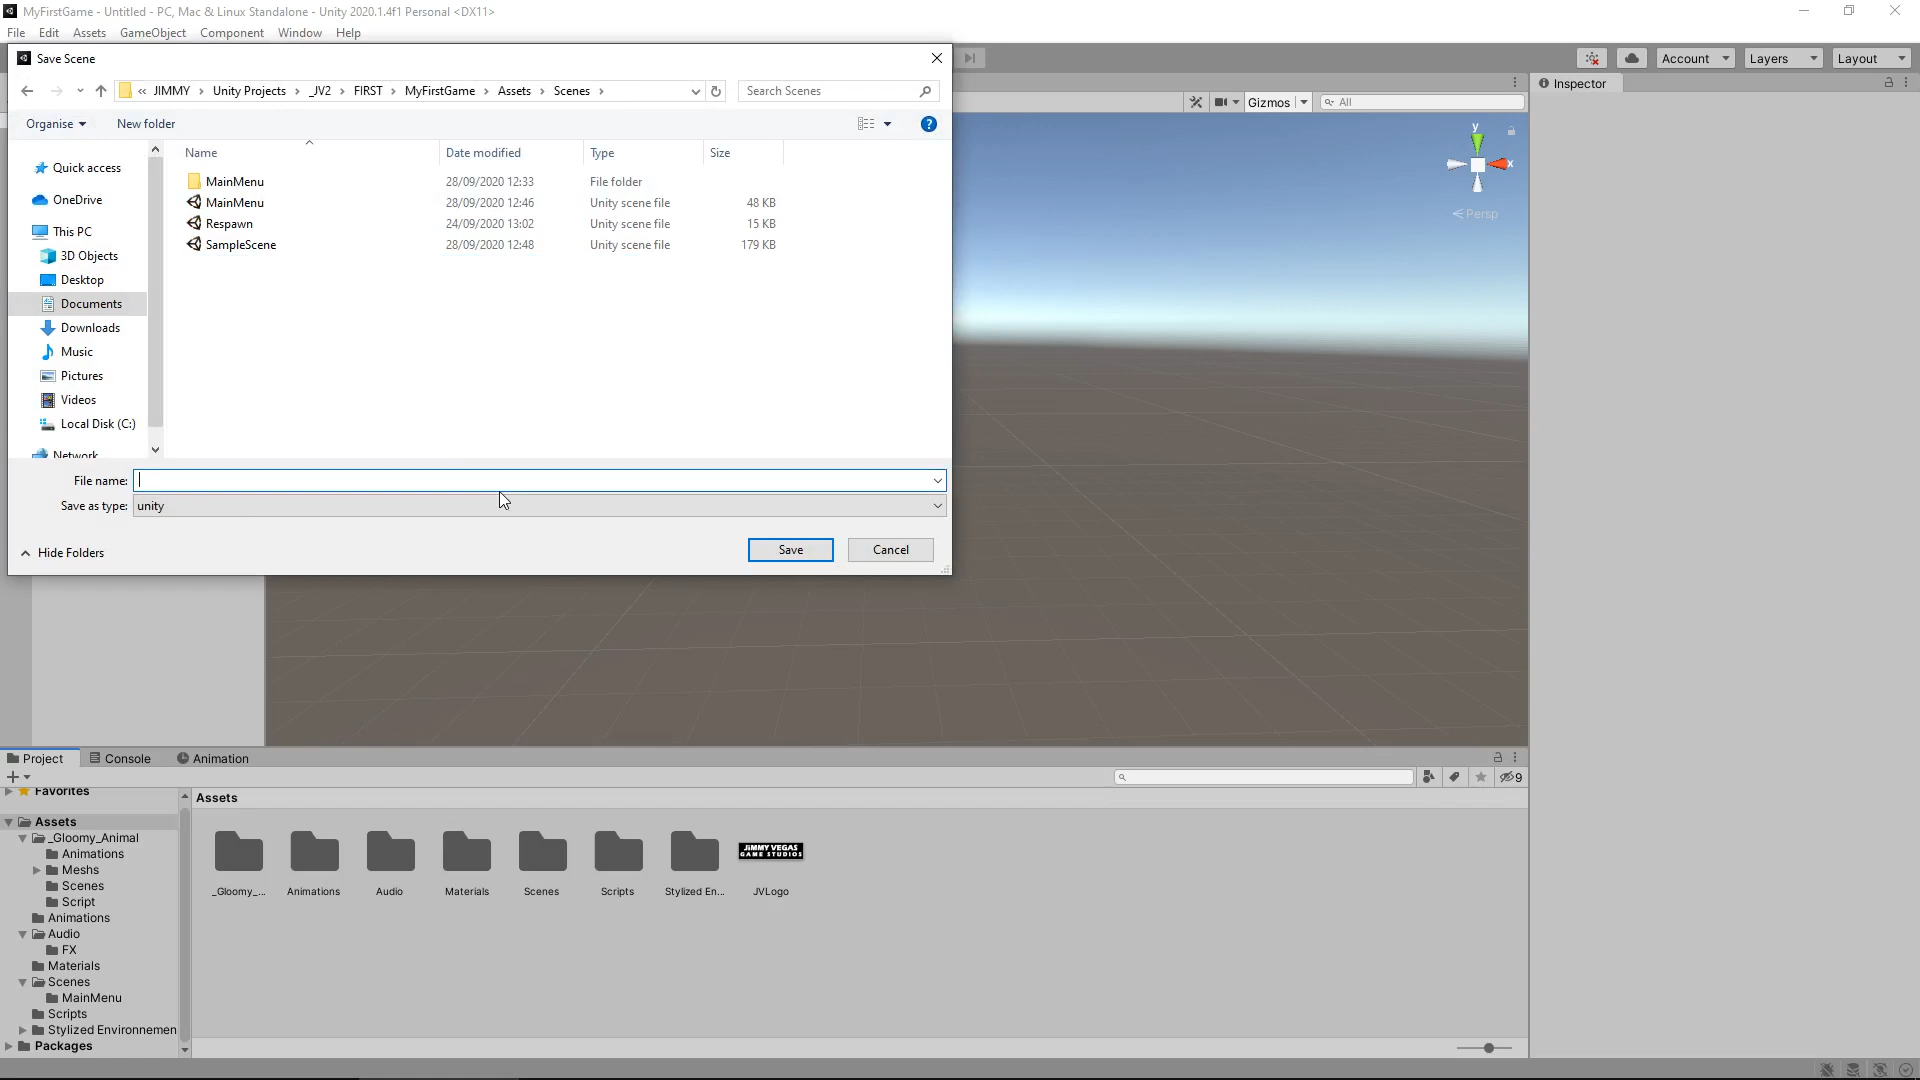 MyFirstGame - Untitled - PC, Mac & Linux Standalone - Unity 2020.1.4f1 Personal <DX11>
File Edit Assets GameObject Component Window Help
Save Scene
« JIMMY › Unity Projects › _JV2 › FIRST › MyFirstGame › Assets › Scenes ›
Search Scenes
Account Layers Layout
Organise New folder
Gizmos All
Inspector
Name Date modified Type Size
MainMenu 28/09/2020 12:33 File folder
MainMenu 28/09/2020 12:46 Unity scene file 48 KB
Respawn 24/09/2020 13:02 Unity scene file 15 KB
SampleScene 28/09/2020 12:48 Unity scene file 179 KB
Quick access
OneDrive
This PC
3D Objects
Desktop
Documents
Downloads
Music
Pictures
Videos
Local Disk (C:)
Network
y
x
< Persp
File name:
Save as type: unity
Hide Folders
Save Cancel
Project Console Animation
9
Favorites
Assets
_Gloomy_Animal
Animations
Meshs
Scenes
Script
Animations
Audio
FX
Materials
Scenes
MainMenu
Scripts
Stylized Environnemen
Packages
Assets
JIMMY VEGAS
GAME STUDIOS
_Gloomy_... Animations Audio Materials Scenes Scripts Stylized En... JVLogo